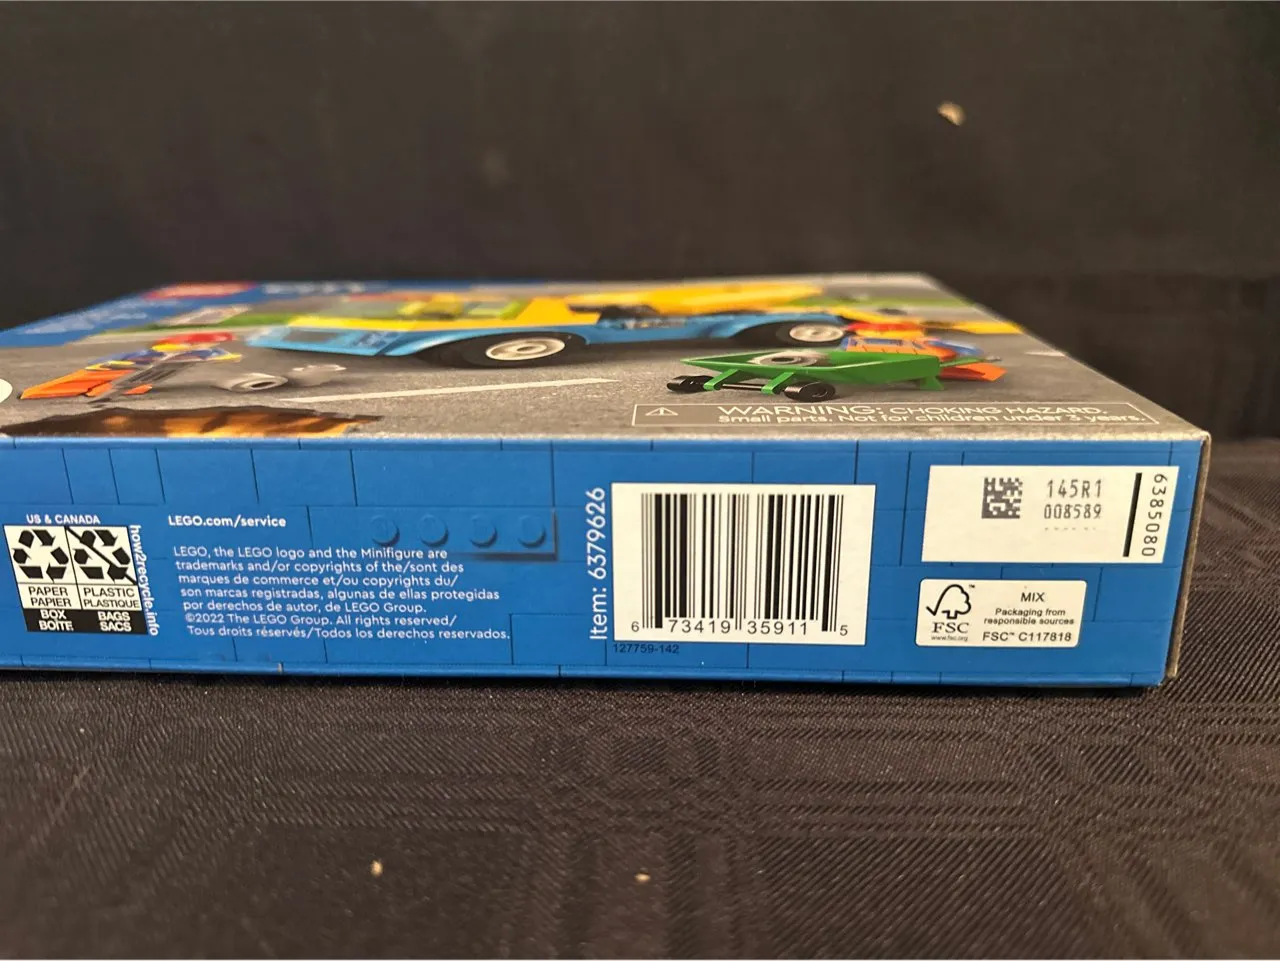 WARNING: CHOKING HAZARD.
Small parts. Not for children under 3 years.
US & CANADA
PAPER
PAPIER
BOX
BOÎTE
PLASTIC
PLASTIQUE
BAGS
SACS
how2recycle.info
LEGO.com/service
LEGO, the LEGO logo and the Minifigure are
trademarks and/or copyrights of the/sont des
marques de commerce et/ou copyrights du/
son marcas registradas, algunas de ellas protegidas
por derechos de autor, de LEGO Group.
©2022 The LEGO Group. All rights reserved/
Tous droits réservés/Todos los derechos reservados.
Item: 6379626
6 73419 35911 5
127759-142
145R1
008589
6385080
FSC
www.fsc.org
MIX
Packaging from
responsible sources
FSC™ C117818